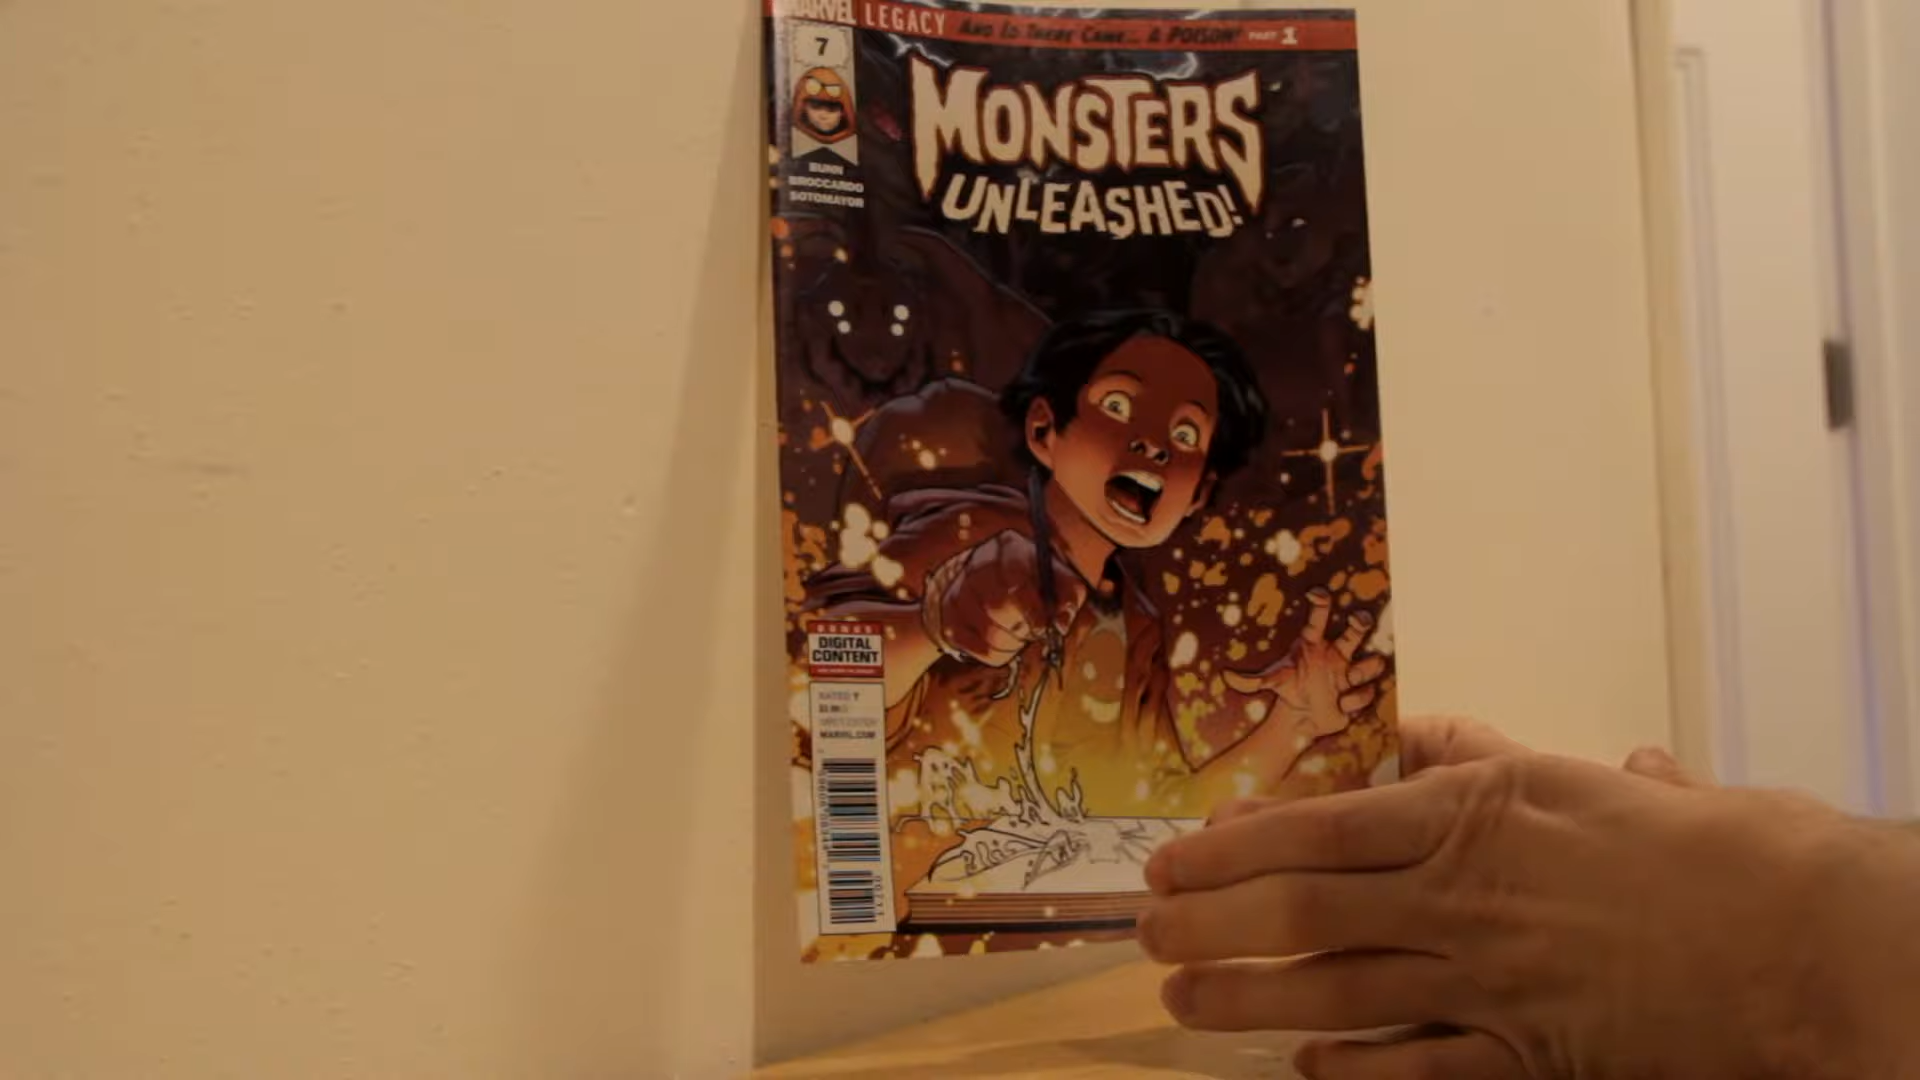 MARVEL LEGACY AND SO THERE CAME... A POISON! PART 1
7
MONSTERS
UNLEASHED!
BUNN
BROCCARDO
SOTOMAYOR
BONUS
DIGITAL
CONTENT
RATED T
MARVEL.COM